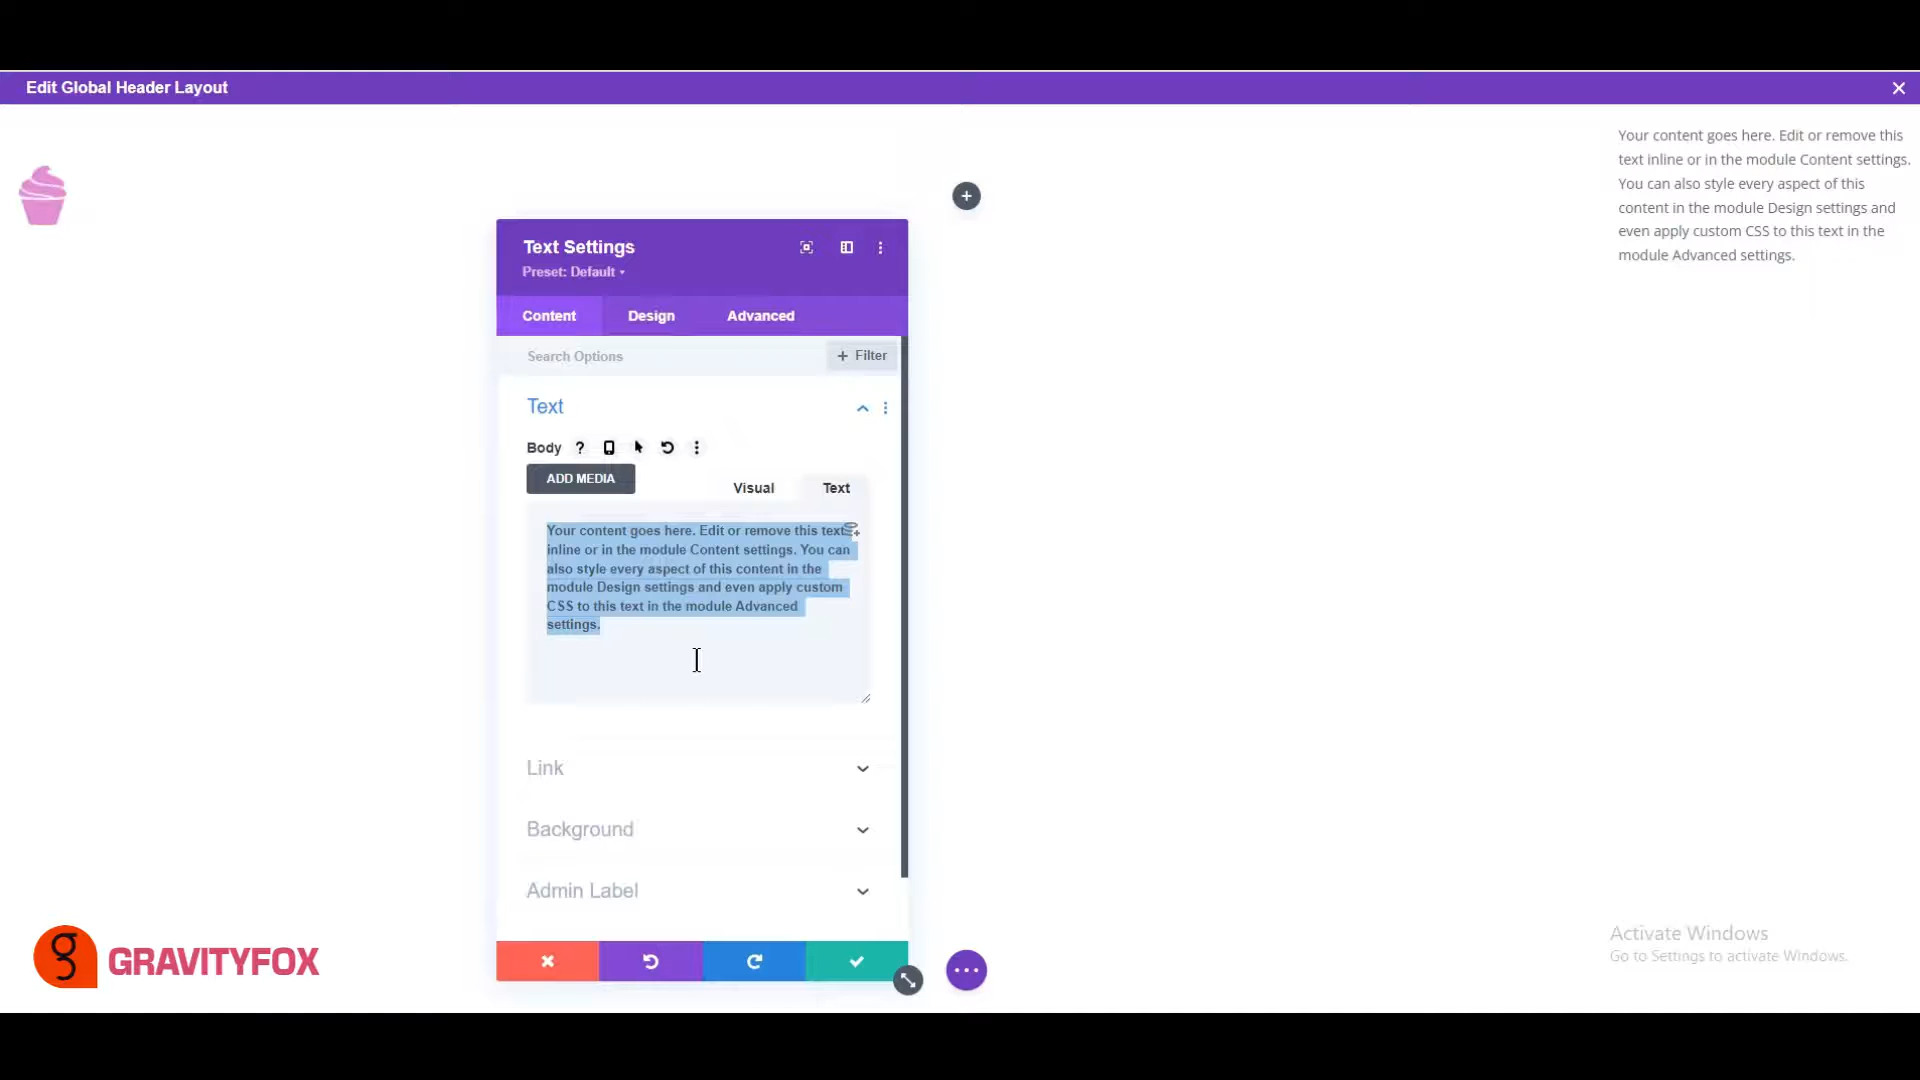 Edit Global Header Layout
Your content goes here. Edit or remove this
text inline or in the module Content settings.
You can also style every aspect of this
content in the module Design settings and
even apply custom CSS to this text in the
module Advanced settings.
Text Settings
Preset: Default
Content
Design
Advanced
Search Options
+ Filter
Text
Body ?
ADD MEDIA
Visual
Text
Your content goes here. Edit or remove this text
inline or in the module Content settings. You can
also style every aspect of this content in the
module Design settings and even apply custom
CSS to this text in the module Advanced
settings.
Link
Background
Admin Label
g GRAVITYFOX
Activate Windows
Go to Settings to activate Windows.